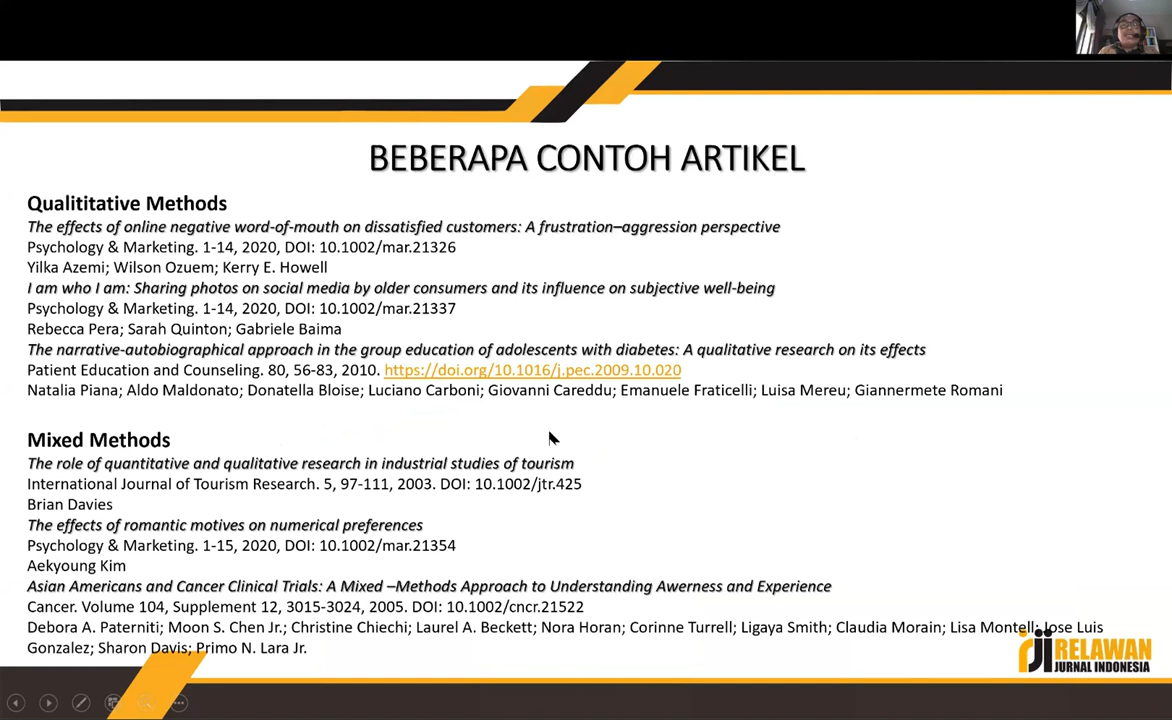 BEBERAPA CONTOH ARTIKEL
Qualititative Methods
The effects of online negative word-of-mouth on dissatisfied customers: A frustration–aggression perspective
Psychology & Marketing. 1-14, 2020, DOI: 10.1002/mar.21326
Yilka Azemi; Wilson Ozuem; Kerry E. Howell
I am who I am: Sharing photos on social media by older consumers and its influence on subjective well-being
Psychology & Marketing. 1-14, 2020, DOI: 10.1002/mar.21337
Rebecca Pera; Sarah Quinton; Gabriele Baima
The narrative-autobiographical approach in the group education of adolescents with diabetes: A qualitative research on its effects
Patient Education and Counseling. 80, 56-83, 2010. https://doi.org/10.1016/j.pec.2009.10.020
Natalia Piana; Aldo Maldonato; Donatella Bloise; Luciano Carboni; Giovanni Careddu; Emanuele Fraticelli; Luisa Mereu; Giannermete Romani
Mixed Methods
The role of quantitative and qualitative research in industrial studies of tourism
International Journal of Tourism Research. 5, 97-111, 2003. DOI: 10.1002/jtr.425
Brian Davies
The effects of romantic motives on numerical preferences
Psychology & Marketing. 1-15, 2020, DOI: 10.1002/mar.21354
Aekyoung Kim
Asian Americans and Cancer Clinical Trials: A Mixed –Methods Approach to Understanding Awerness and Experience
Cancer. Volume 104, Supplement 12, 3015-3024, 2005. DOI: 10.1002/cncr.21522
Debora A. Paterniti; Moon S. Chen Jr.; Christine Chiechi; Laurel A. Beckett; Nora Horan; Corinne Turrell; Ligaya Smith; Claudia Morain; Lisa Montell; Jose Luis
Gonzalez; Sharon Davis; Primo N. Lara Jr.
rji RELAWAN
JURNAL INDONESIA